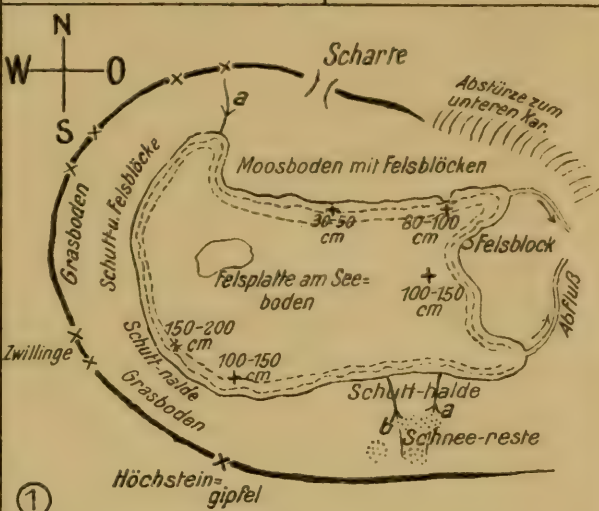 N
W
O
S
Scharte
a
Abstürze zum
unteren Kar.
Moosboden mit Felsblöcken
Grasboden
Schutt u. Felsblöcke
30-50
cm
80-100
cm
Felsblock
Felsplatte am See=
boden
100-150
cm
Abfluß
150-200
cm
100-150
cm
Zwillinge
Schutt-halde
Grasboden
Schutt-halde
b
a
Schnee-reste
Höchstein=
gipfel
1